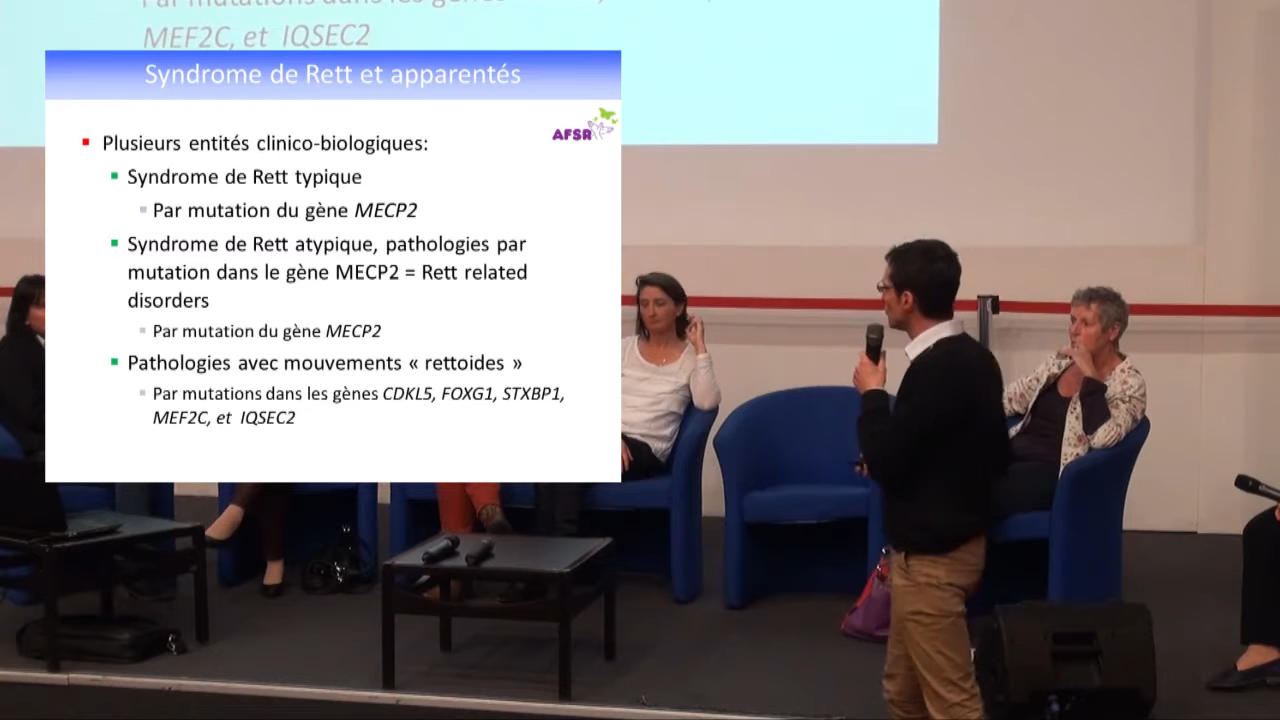 MEF2C, et IQSEC2
Syndrome de Rett et apparentés
AFSR
Plusieurs entités clinico-biologiques:
Syndrome de Rett typique
Par mutation du gène MECP2
Syndrome de Rett atypique, pathologies par
mutation dans le gène MECP2 = Rett related
disorders
Par mutation du gène MECP2
Pathologies avec mouvements « rettoides »
Par mutations dans les gènes CDKL5, FOXG1, STXBP1,
MEF2C, et IQSEC2